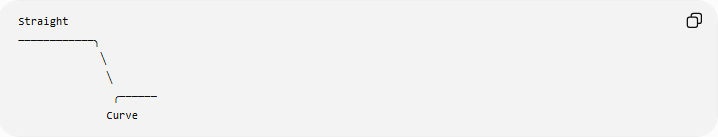 Straight
────────────╮
             \
              \
               ╭──────
              Curve